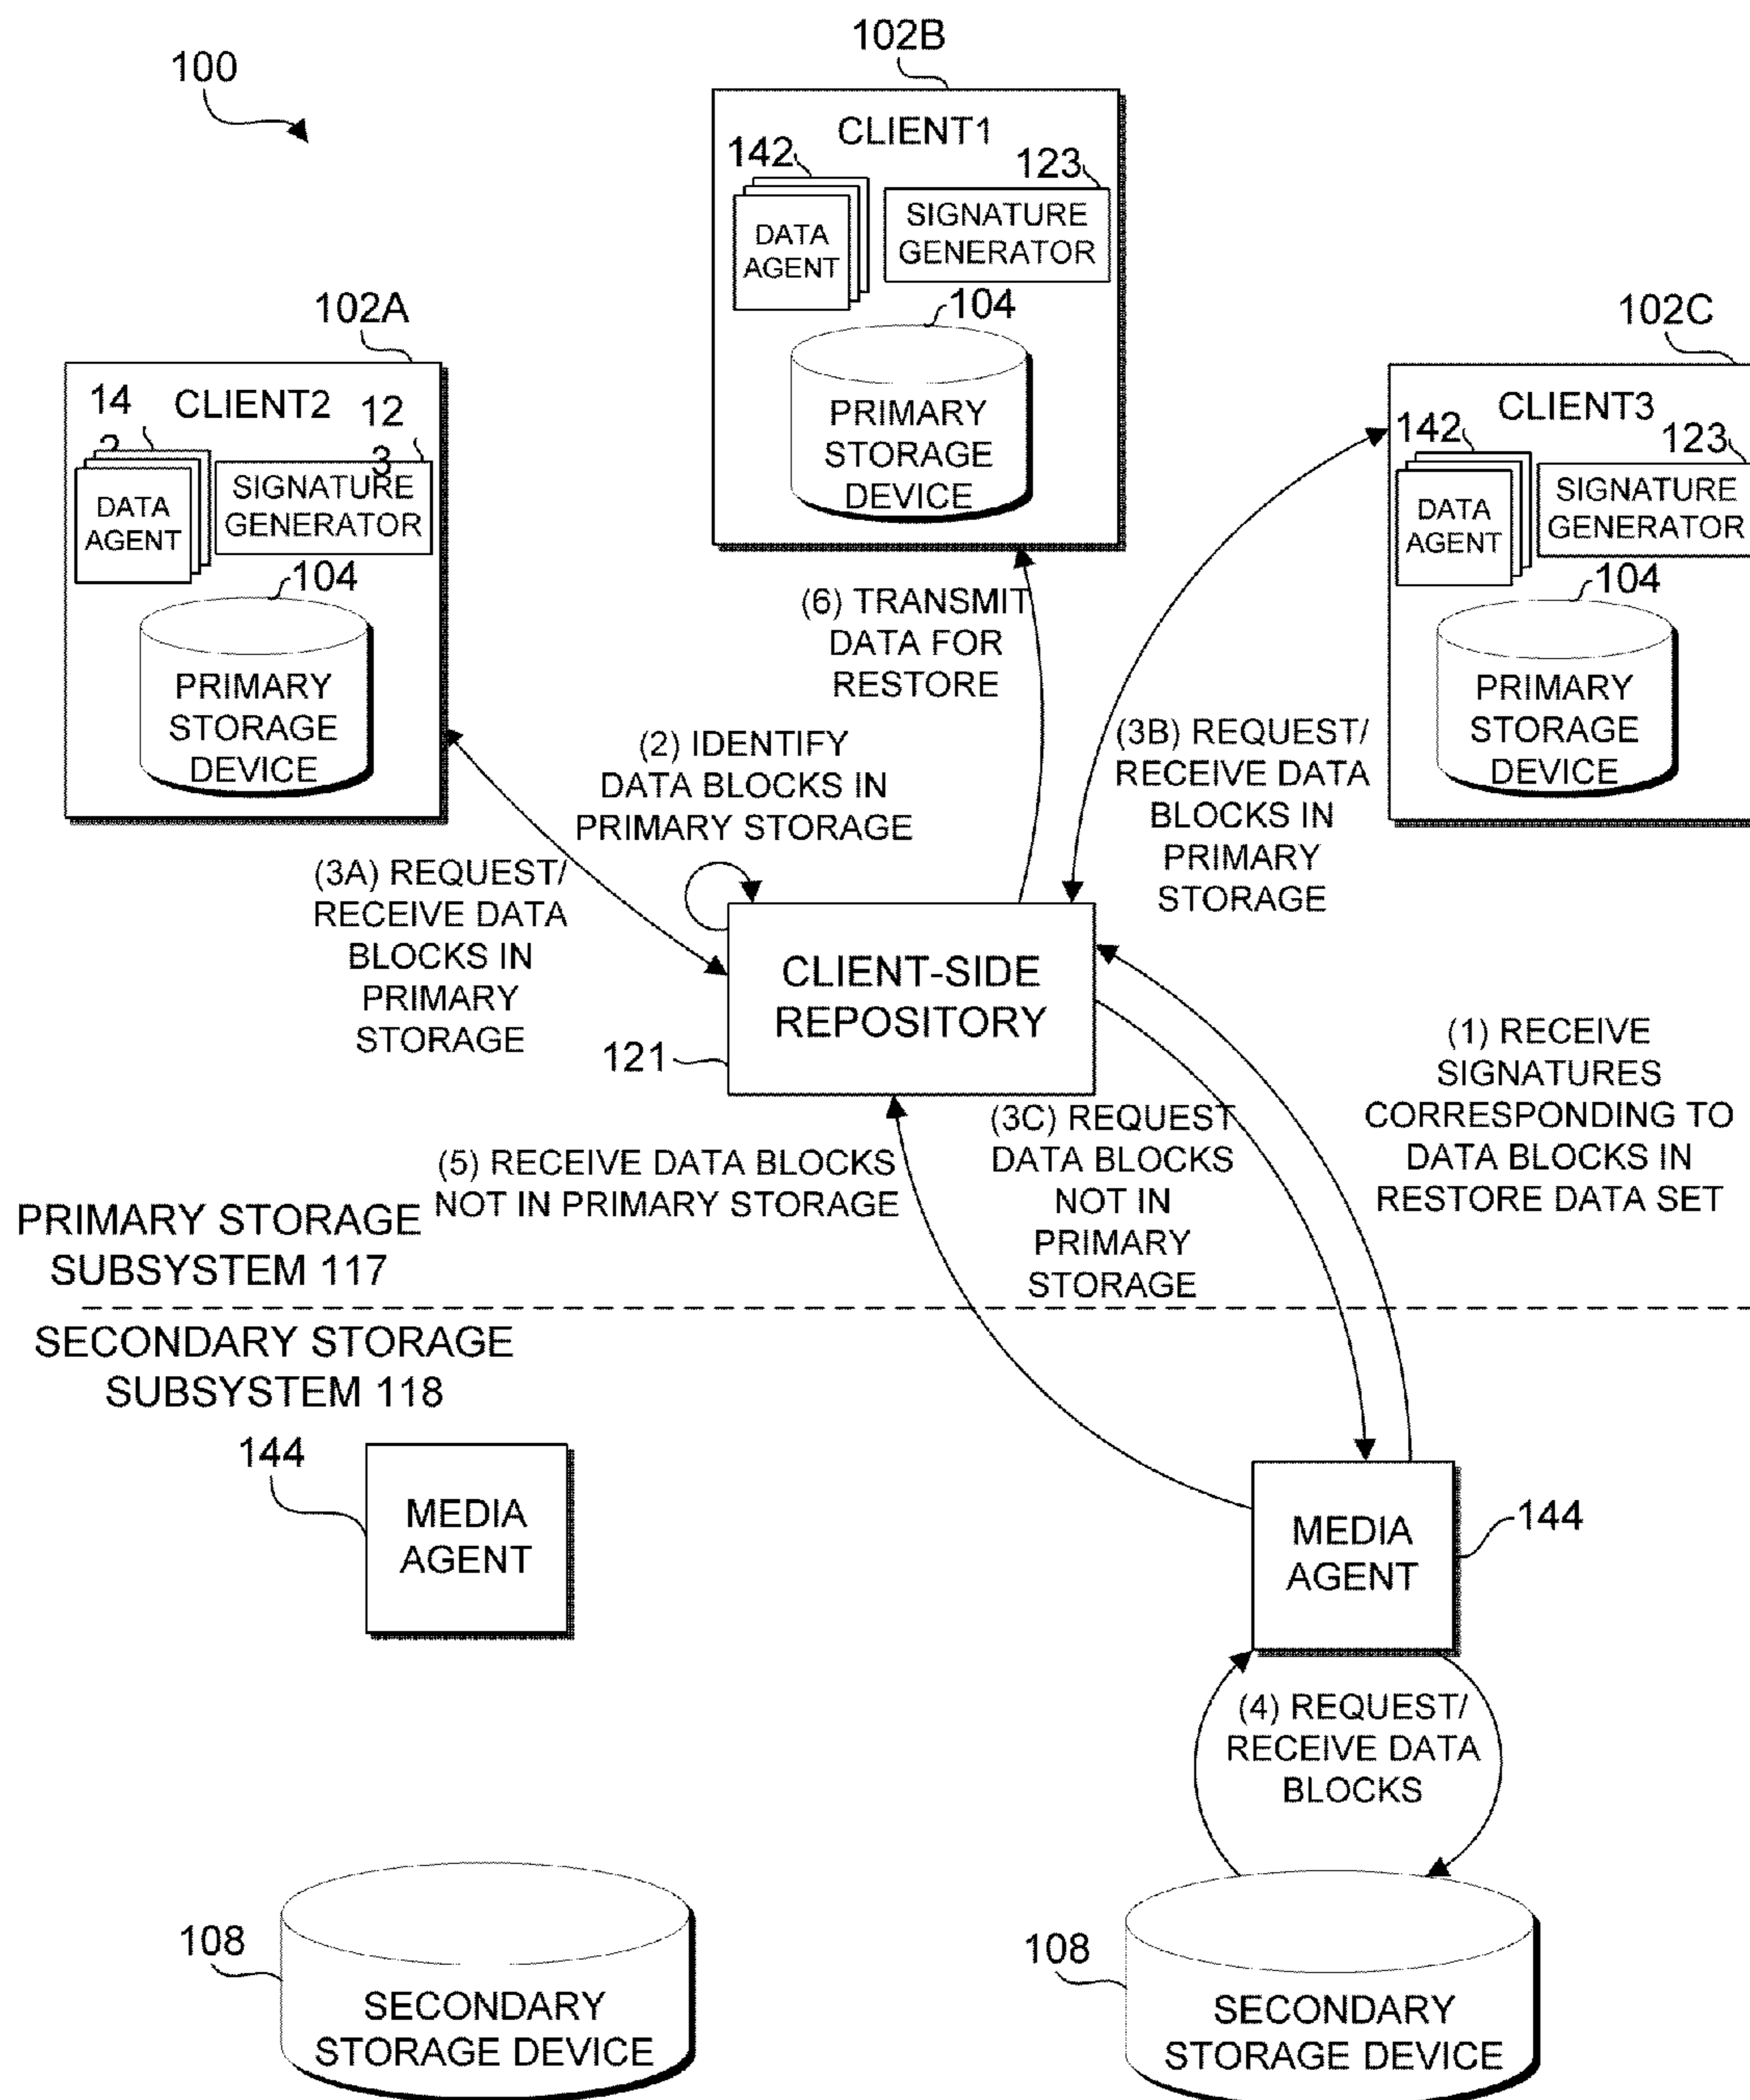 100
102B
CLIENT1
142
123
DATA
AGENT
SIGNATURE
GENERATOR
104
PRIMARY
STORAGE
DEVICE
102A
CLIENT2
14
2
12
3
DATA
AGENT
SIGNATURE
GENERATOR
104
PRIMARY
STORAGE
DEVICE
102C
CLIENT3
142
123
DATA
AGENT
SIGNATURE
GENERATOR
104
PRIMARY
STORAGE
DEVICE
(6) TRANSMIT
DATA FOR
RESTORE
(2) IDENTIFY
DATA BLOCKS IN
PRIMARY STORAGE
(3B) REQUEST/
RECEIVE DATA
BLOCKS IN
PRIMARY
STORAGE
(3A) REQUEST/
RECEIVE DATA
BLOCKS IN
PRIMARY
STORAGE
CLIENT-SIDE
REPOSITORY
121
(1) RECEIVE
SIGNATURES
CORRESPONDING TO
DATA BLOCKS IN
RESTORE DATA SET
(3C) REQUEST
DATA BLOCKS
NOT IN
PRIMARY
STORAGE
(5) RECEIVE DATA BLOCKS
NOT IN PRIMARY STORAGE
PRIMARY STORAGE
SUBSYSTEM 117
SECONDARY STORAGE
SUBSYSTEM 118
144
MEDIA
AGENT
MEDIA
AGENT
144
(4) REQUEST/
RECEIVE DATA
BLOCKS
108
SECONDARY
STORAGE DEVICE
108
SECONDARY
STORAGE DEVICE